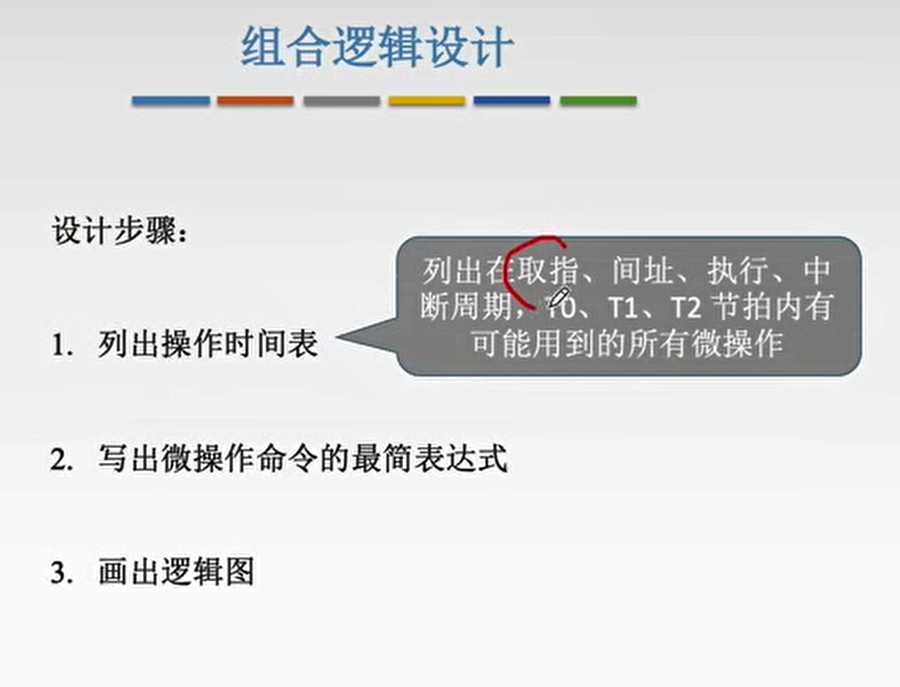 组合逻辑设计
设计步骤：
列出在取指、间址、执行、中
断周期，T0、T1、T2 节拍内有
可能用到的所有微操作
1. 列出操作时间表
2. 写出微操作命令的最简表达式
3. 画出逻辑图